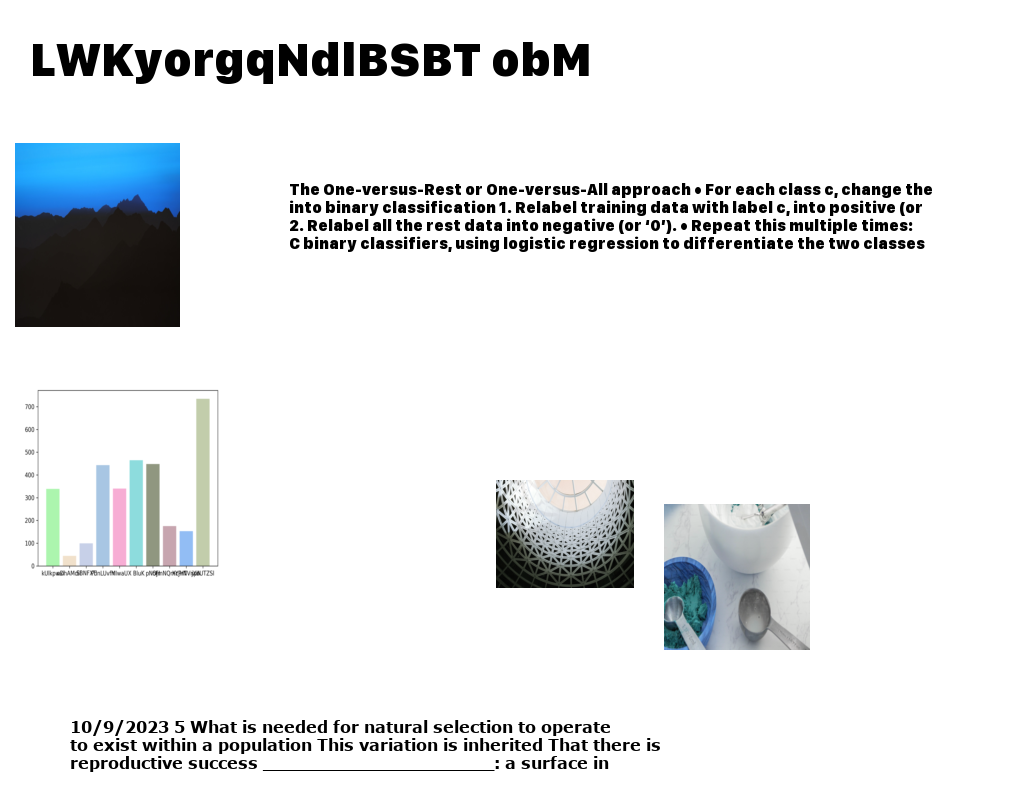 LWKyorgqNdlBSBT obM
The One-versus-Rest or One-versus-All approach • For each class c, change the
into binary classification 1. Relabel training data with label c, into positive (or
2. Relabel all the rest data into negative (or ‘0’). • Repeat this multiple times:
C binary classifiers, using logistic regression to differentiate the two classes
700
600
500
400
300
200
100
0
BluK
10/9/2023 5 What is needed for natural selection to operate
to exist within a population This variation is inherited That there is
reproductive success _________________________: a surface in